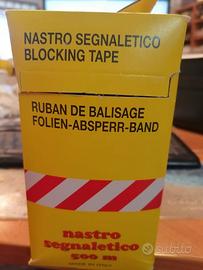 NASTRO SEGNALETICO
BLOCKING TAPE
RUBAN DE BALISAGE
FOLIEN-ABSPERR-BAND
nastro
segnaletico
500 m
MADE IN ITALY
subito